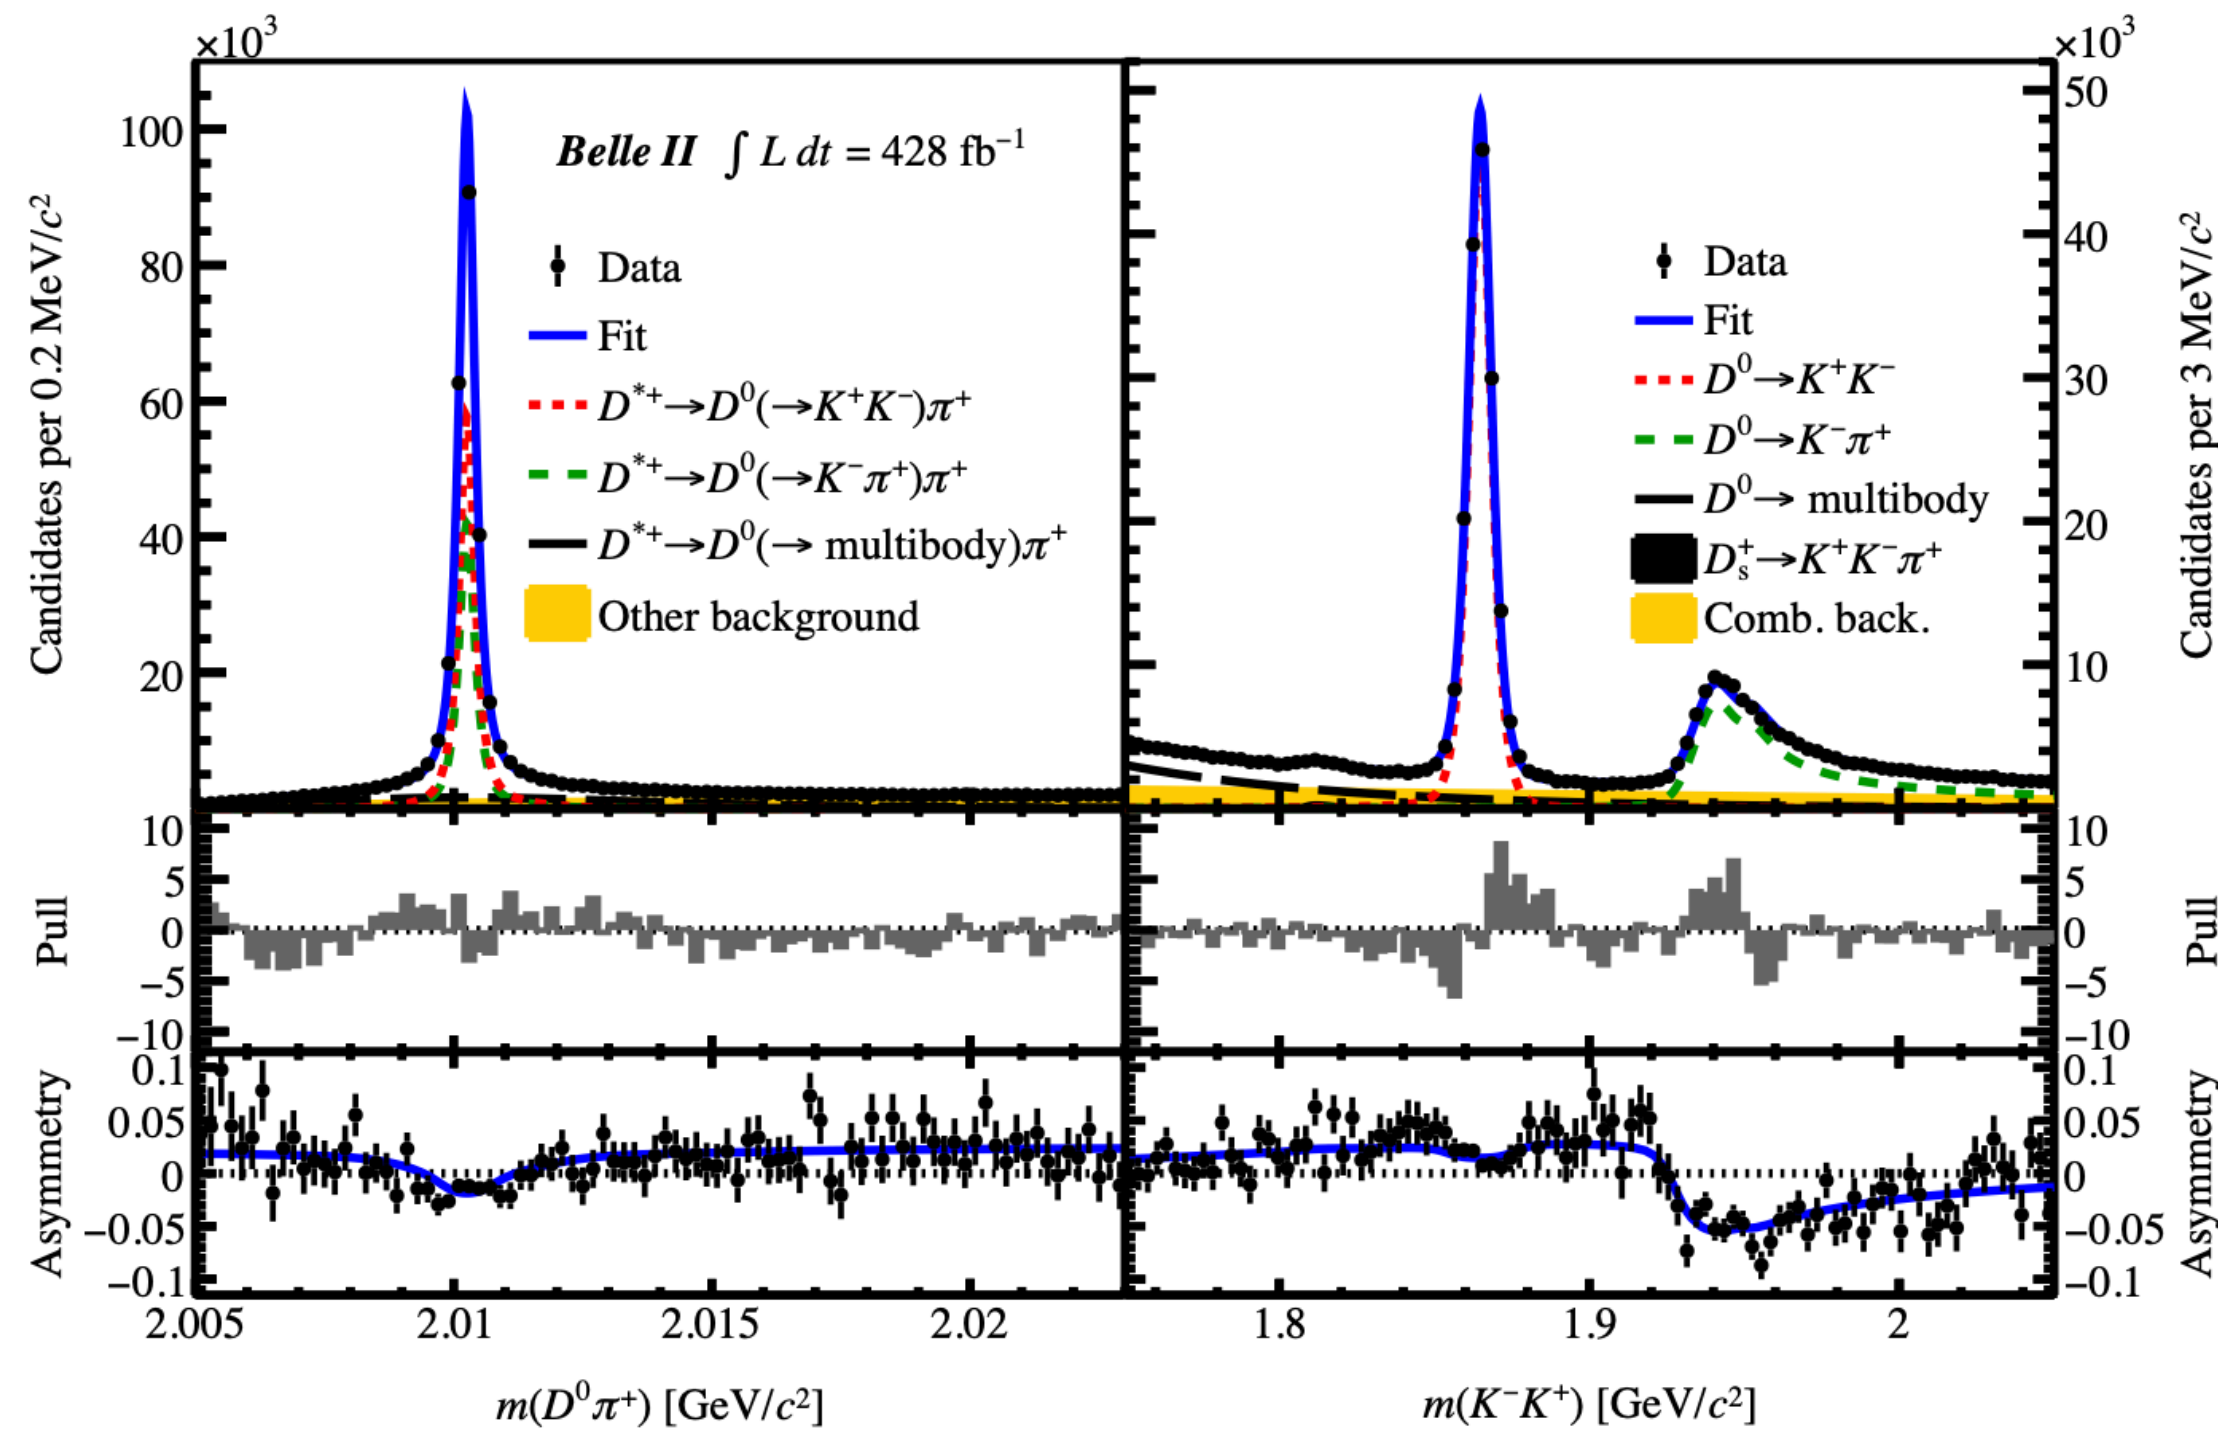 ×10³ ×10³
Candidates per 0.2 MeV/c²
100
80
60
40
20
Belle II ∫ L dt = 428 fb⁻¹
Data
Fit
D*⁺→D⁰(→K⁺K⁻)π⁺
D*⁺→D⁰(→K⁻π⁺)π⁺
D*⁺→D⁰(→ multibody)π⁺
Other background
Data
Fit
D⁰→K⁺K⁻
D⁰→K⁻π⁺
D⁰→ multibody
Dₛ⁺→K⁺K⁻π⁺
Comb. back.
50
40
30
20
10
Candidates per 3 MeV/c²
Pull
10
5
0
−5
−10
10
5
0
−5
−10
Pull
Asymmetry
0.1
0.05
0
−0.05
−0.1
0.1
0.05
0
−0.05
−0.1
Asymmetry
2.005 2.01 2.015 2.02 1.8 1.9 2
m(D⁰π⁺) [GeV/c²] m(K⁻K⁺) [GeV/c²]